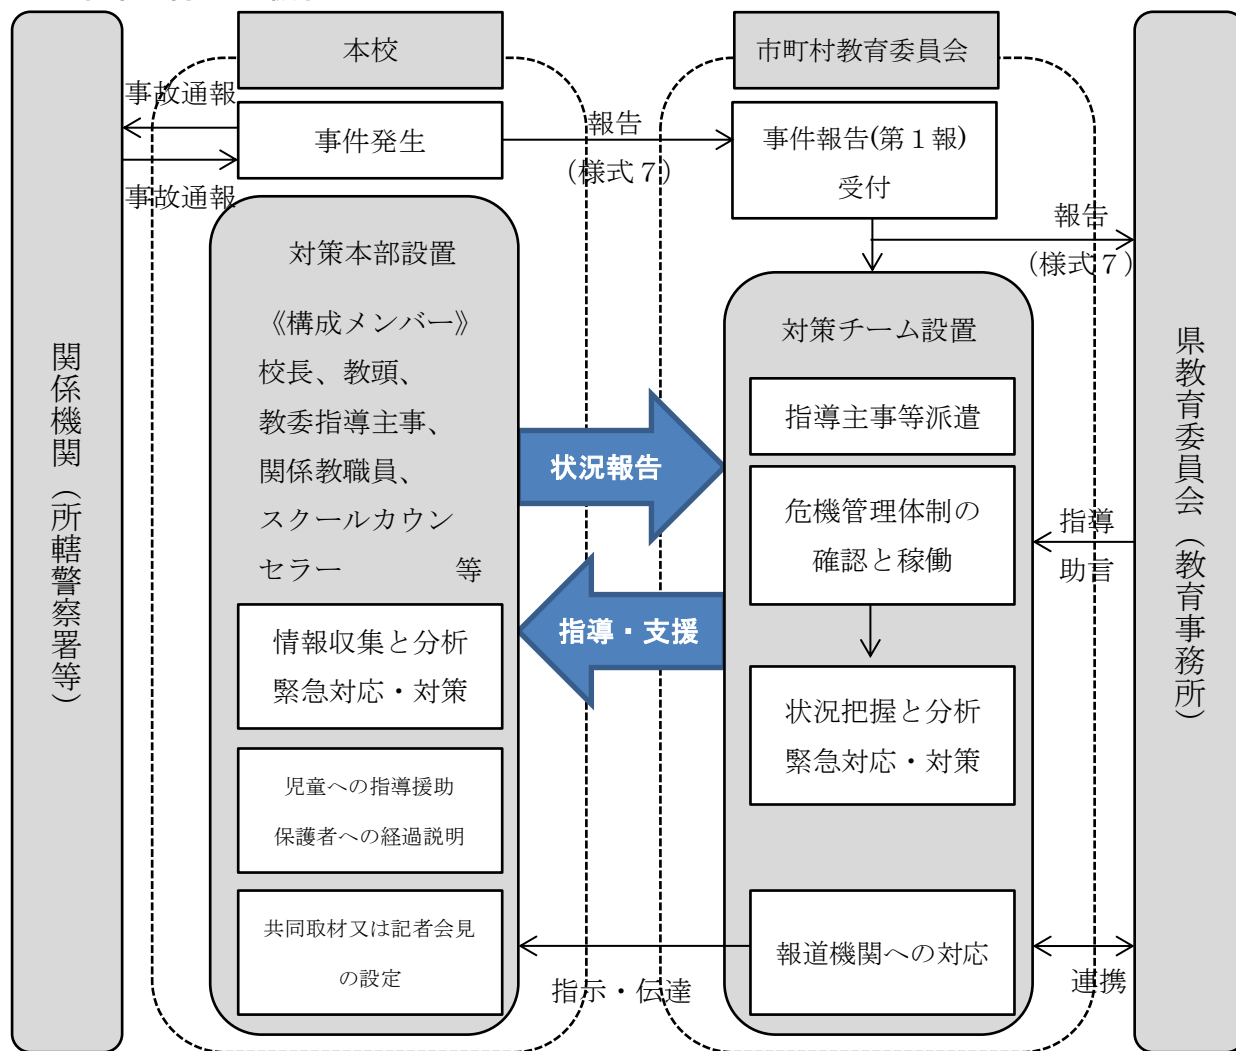 本校
市町村教育委員会
事故通報
事件発生
事故通報
報告
(様式７)
事件報告(第１報)
受付
報告
(様式７)
関係機関（所轄警察署等）
対策本部設置
《構成メンバー》
校長、教頭、
教委指導主事、
関係教職員、
スクールカウン
セラー 等
情報収集と分析
緊急対応・対策
児童への指導援助
保護者への経過説明
共同取材又は記者会見
の設定
状況報告
指導・支援
指示・伝達
対策チーム設置
指導主事等派遣
危機管理体制の
確認と稼働
状況把握と分析
緊急対応・対策
報道機関への対応
指導
助言
連携
県教育委員会（教育事務所）